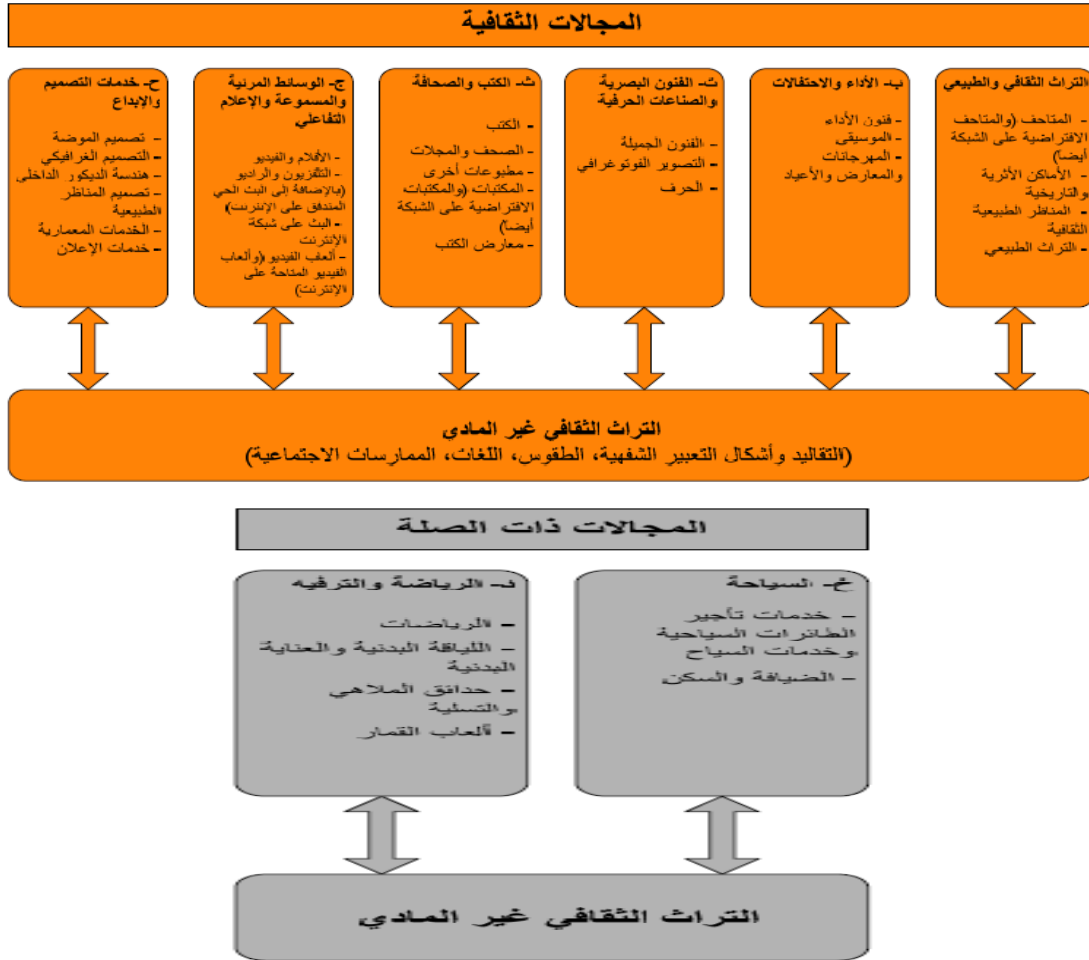 المجالات الثقافية
التراث الثقافي والطبيعي
- المتاحف (والمتاحف
الافتراضية على الشبكة
أيضاً)
- الأماكن الأثرية
والتاريخية
- المناظر الطبيعية
الثقافية
- التراث الطبيعي
ب- الأداء والاحتفالات
- فنون الأداء
- الموسيقى
- المهرجانات
والمعارض والأعياد
ت- الفنون البصرية
والصناعات الحرفية
- الفنون الجميلة
- التصوير الفوتوغرافي
- الحرف
ث- الكتب والصحافة
- الكتب
- الصحف والمجلات
- مطبوعات أخرى
- المكتبات (والمكتبات
الافتراضية على الشبكة
أيضاً)
- معارض الكتب
ج- الوسائط المرئية
والمسموعة والإعلام
التفاعلي
- الأفلام والفيديو
- التلفزيون والراديو
(بالإضافة إلى البث الحي
المتدفق على الإنترنت)
- البث على شبكة
الإنترنت
- ألعاب الفيديو (وألعاب
الفيديو المتاحة على
الإنترنت)
ح- خدمات التصميم
والإبداع
- تصميم الموضة
- التصميم الغرافيكي
- هندسة الديكور الداخلى
- تصميم المناظر
الطبيعية
- الخدمات المعمارية
- خدمات الإعلان
التراث الثقافي غير المادي
(التقاليد وأشكال التعبير الشفهية، الطقوس، اللغات، الممارسات الاجتماعية)
المجالات ذات الصلة
خ- السياحة
- خدمات تأجير
الطائرات السياحية
وخدمات السياح
- الضيافة والسكن
د- الرياضة والترفيه
- الرياضات
- اللياقة البدنية والعناية
البدنية
- حدائق الملاهي
والتسلية
- ألعاب القمار
التراث الثقافي غير المادي